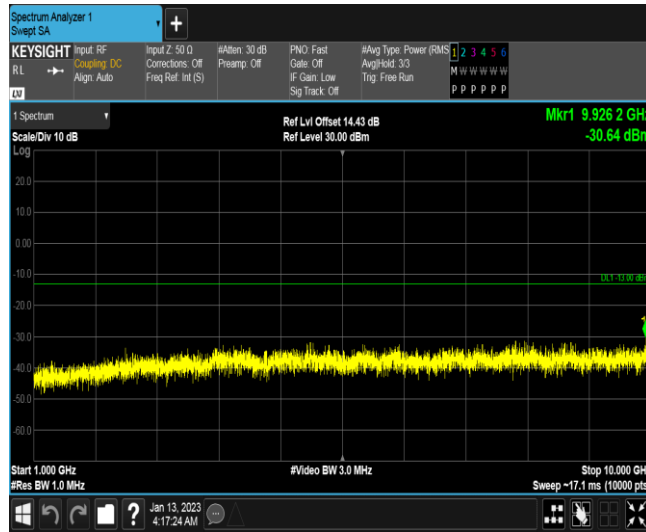 Spectrum Analyzer 1
Swept SA
+
KEYSIGHT
RL
LXI
Input: RF
Coupling: DC
Align: Auto
Input Z: 50 Ω
Corrections: Off
Freq Ref: Int (S)
#Atten: 30 dB
Preamp: Off
PNO: Fast
Gate: Off
IF Gain: Low
Sig Track: Off
#Avg Type: Power (RMS
Avg|Hold: 3/3
Trig: Free Run
1 2 3 4 5 6
M W W W W W
P P P P P P
1 Spectrum
Scale/Div 10 dB
Log
Ref Lvl Offset 14.43 dB
Ref Level 30.00 dBm
Mkr1 9.926 2 GHz
-30.64 dBm
20.0
10.0
0.00
-10.0
DL1 -13.00 dBm
-20.0
-30.0
-40.0
-50.0
-60.0
Start 1.000 GHz
#Res BW 1.0 MHz
#Video BW 3.0 MHz
Stop 10.000 GHz
Sweep ~17.1 ms (10000 pts
?
Jan 13, 2023
4:17:24 AM